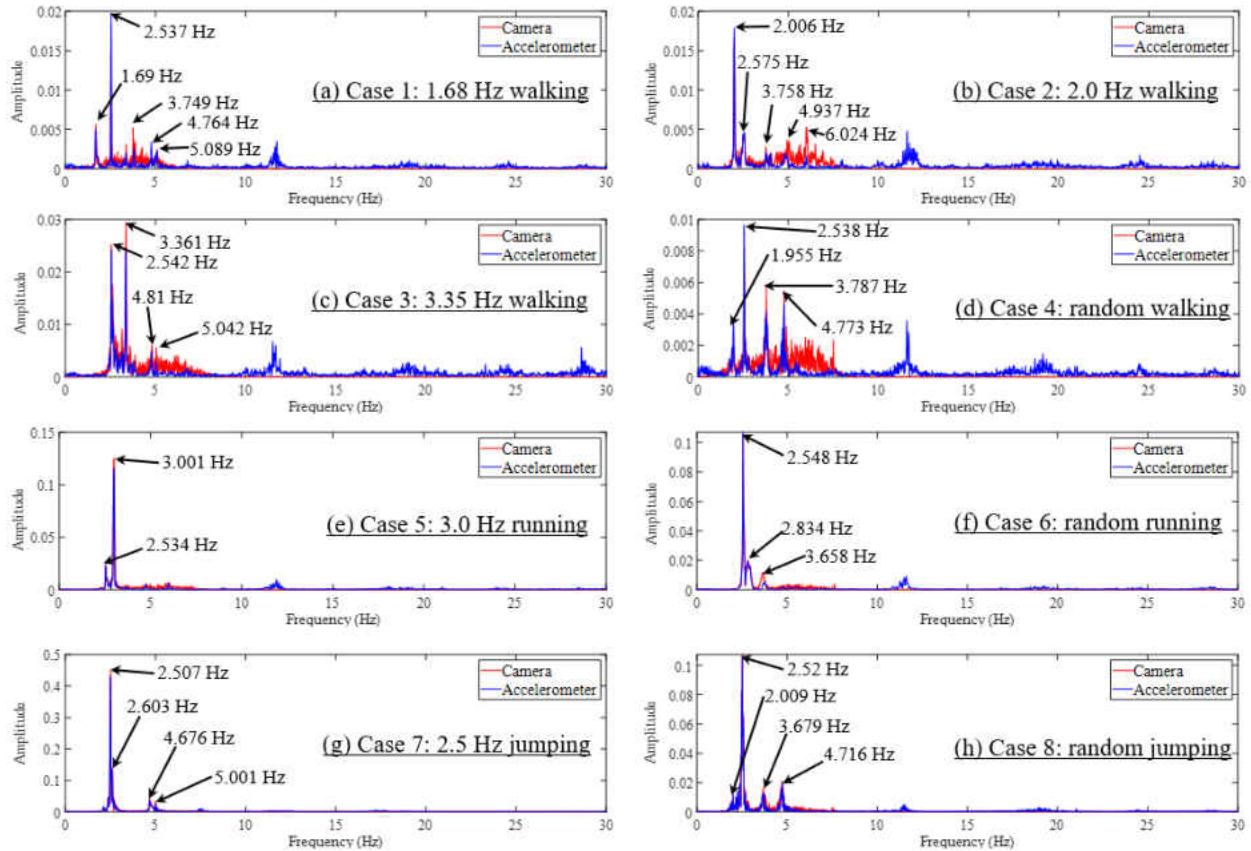 0.02
0.015
0.01
0.005
0
Amplitude
2.537 Hz
1.69 Hz
3.749 Hz
4.764 Hz
5.089 Hz
Camera
Accelerometer
(a) Case 1: 1.68 Hz walking
0 5 10 15 20 25 30
Frequency (Hz)
0.02
0.015
0.01
0.005
0
Amplitude
2.006 Hz
2.575 Hz
3.758 Hz
4.937 Hz
6.024 Hz
Camera
Accelerometer
(b) Case 2: 2.0 Hz walking
0 5 10 15 20 25 30
Frequency (Hz)
0.03
0.02
0.01
0
Amplitude
3.361 Hz
2.542 Hz
4.81 Hz
5.042 Hz
Camera
Accelerometer
(c) Case 3: 3.35 Hz walking
0 5 10 15 20 25 30
Frequency (Hz)
0.01
0.008
0.006
0.004
0.002
0
Amplitude
2.538 Hz
1.955 Hz
3.787 Hz
4.773 Hz
Camera
Accelerometer
(d) Case 4: random walking
0 5 10 15 20 25 30
Frequency (Hz)
0.15
0.1
0.05
0
Amplitude
3.001 Hz
2.534 Hz
Camera
Accelerometer
(e) Case 5: 3.0 Hz running
0 5 10 15 20 25 30
Frequency (Hz)
0.1
0.08
0.06
0.04
0.02
0
Amplitude
2.548 Hz
2.834 Hz
3.658 Hz
Camera
Accelerometer
(f) Case 6: random running
0 5 10 15 20 25 30
Frequency (Hz)
0.5
0.4
0.3
0.2
0.1
0
Amplitude
2.507 Hz
2.603 Hz
4.676 Hz
5.001 Hz
Camera
Accelerometer
(g) Case 7: 2.5 Hz jumping
0 5 10 15 20 25 30
Frequency (Hz)
0.1
0.08
0.06
0.04
0.02
0
Amplitude
2.52 Hz
2.009 Hz
3.679 Hz
4.716 Hz
Camera
Accelerometer
(h) Case 8: random jumping
0 5 10 15 20 25 30
Frequency (Hz)